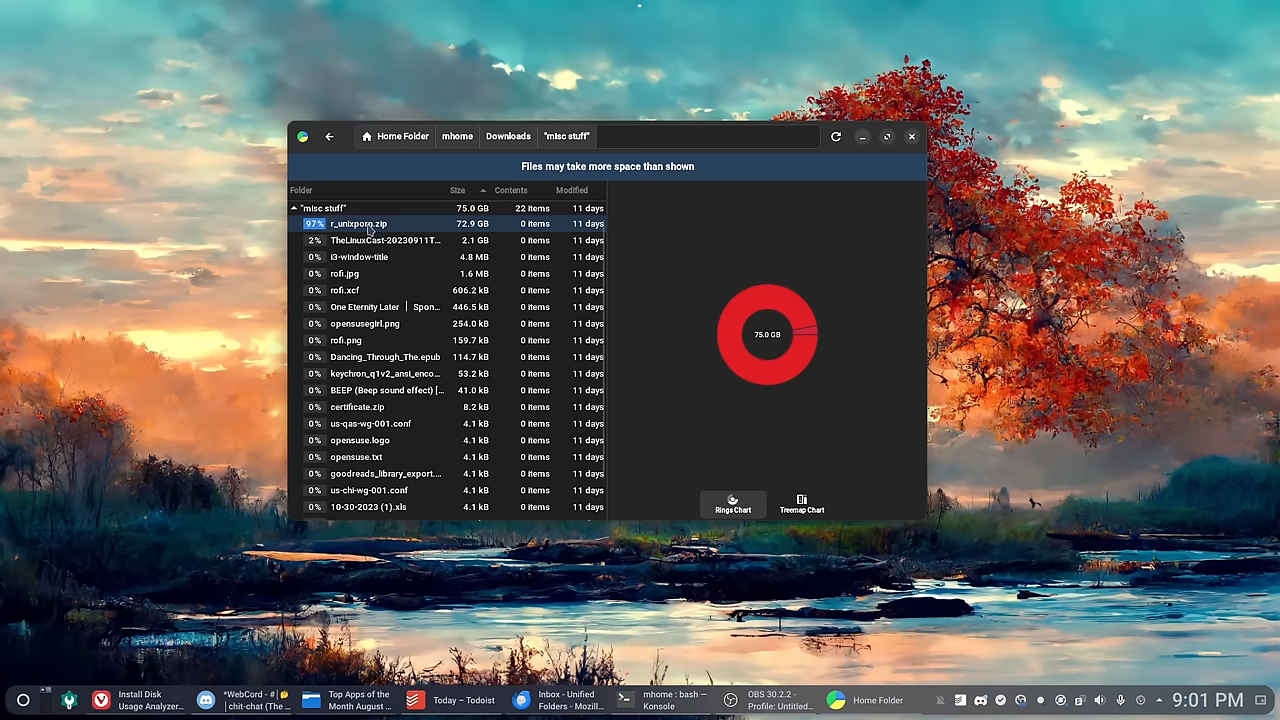 Home Folder mhome Downloads "misc stuff"
Files may take more space than shown
Folder Size Contents Modified
"misc stuff" 75.0 GB 22 items 11 days
97% r_unixporn.zip 72.9 GB 0 items 11 days
2% TheLinuxCast-20230911T... 2.1 GB 0 items 11 days
0% i3-window-title 4.8 MB 0 items 11 days
0% rofi.jpg 1.6 MB 0 items 11 days
0% rofi.xcf 606.2 kB 0 items 11 days
0% One Eternity Later | Spon... 446.5 kB 0 items 11 days
0% opensusegirl.png 254.0 kB 0 items 11 days
0% rofi.png 159.7 kB 0 items 11 days
0% Dancing_Through_The.epub 114.7 kB 0 items 11 days
0% keychron_q1v2_ansi_enco... 53.2 kB 0 items 11 days
0% BEEP (Beep sound effect) [... 41.0 kB 0 items 11 days
0% certificate.zip 8.2 kB 0 items 11 days
0% us-qas-wg-001.conf 4.1 kB 0 items 11 days
0% opensuse.logo 4.1 kB 0 items 11 days
0% opensuse.txt 4.1 kB 0 items 11 days
0% goodreads_library_export.... 4.1 kB 0 items 11 days
0% us-chi-wg-001.conf 4.1 kB 0 items 11 days
0% 10-30-2023 (1).xls 4.1 kB 0 items 11 days
75.0 GB
Rings Chart Treemap Chart
Install Disk
Usage Analyzer...
*WebCord - # | 🤔
| chit-chat (The ...
Top Apps of the
Month August ...
Today – Todoist
Inbox - Unified
Folders - Mozill...
mhome : bash —
Konsole
OBS 30.2.2 -
Profile: Untitled...
Home Folder
9:01 PM